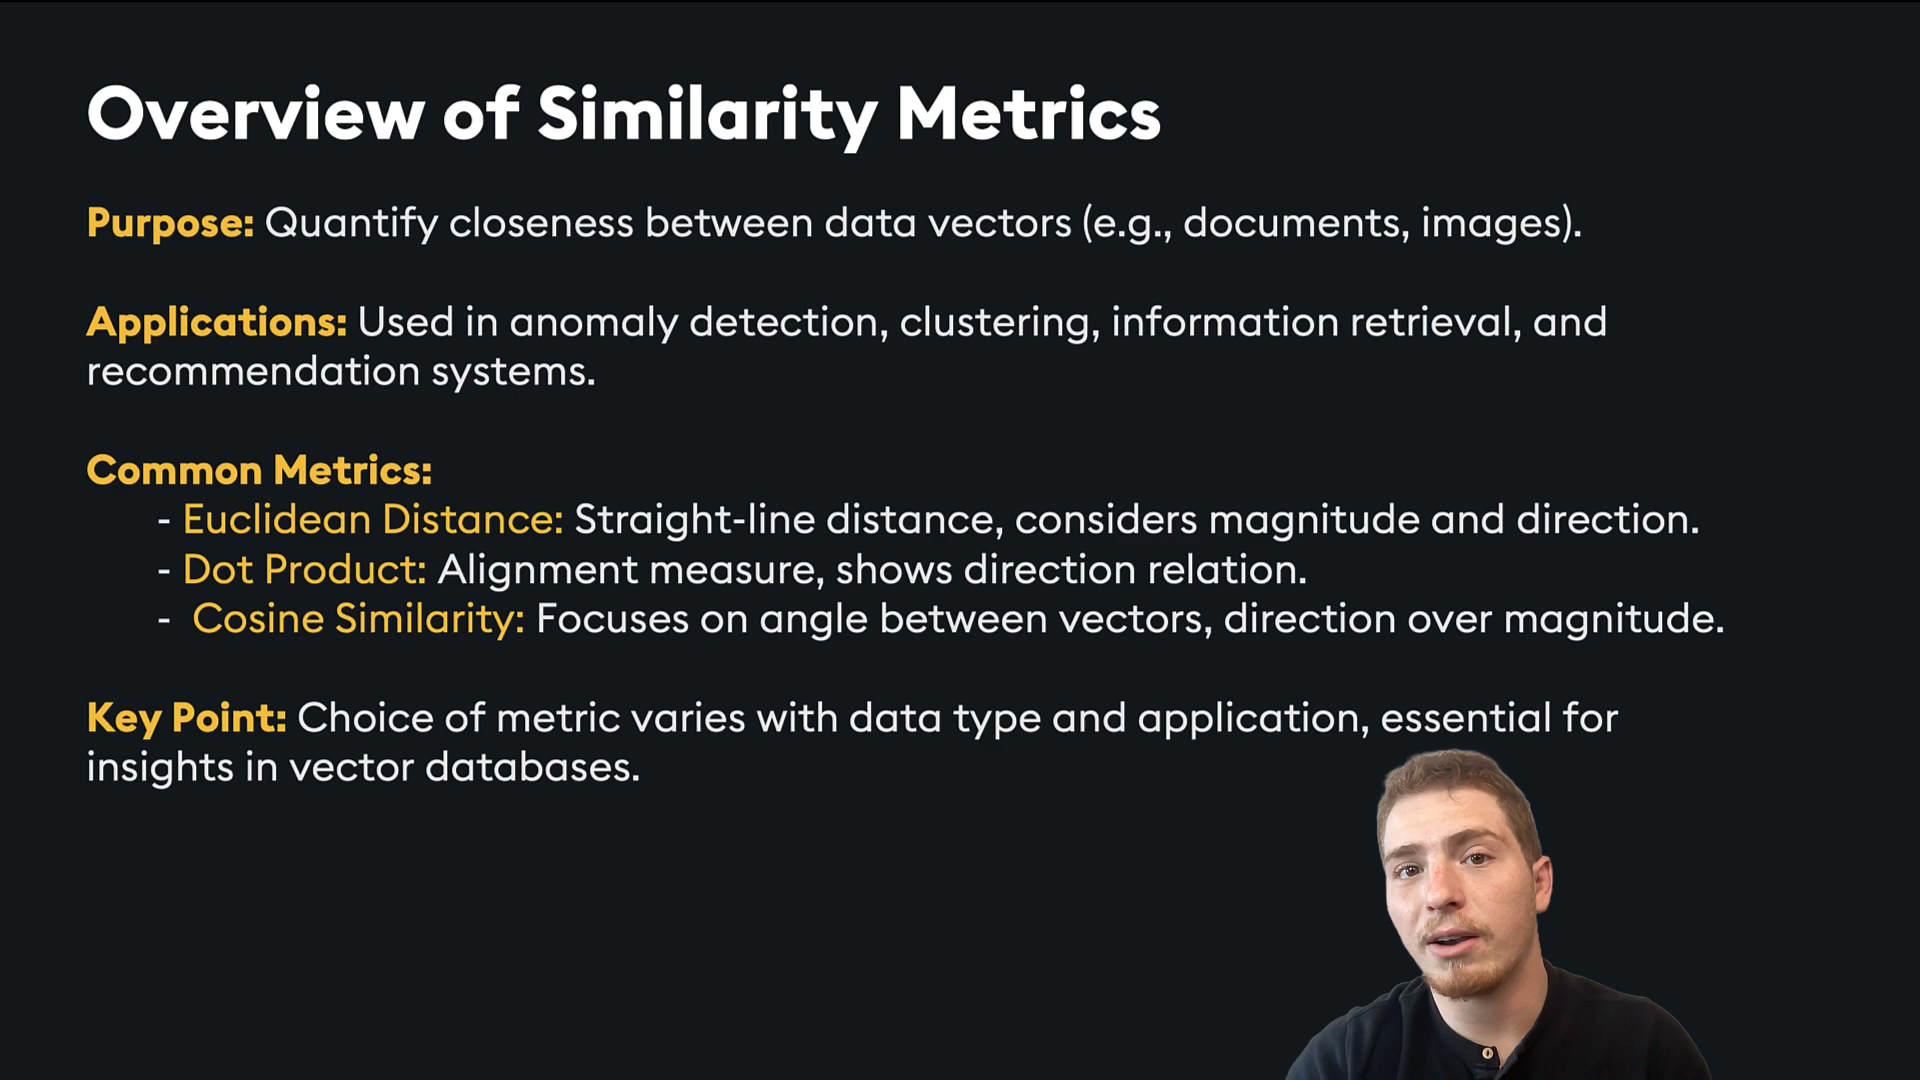 Overview of Similarity Metrics
Purpose: Quantify closeness between data vectors (e.g., documents, images).
Applications: Used in anomaly detection, clustering, information retrieval, and
recommendation systems.
Common Metrics:
- Euclidean Distance: Straight-line distance, considers magnitude and direction.
- Dot Product: Alignment measure, shows direction relation.
- Cosine Similarity: Focuses on angle between vectors, direction over magnitude.
Key Point: Choice of metric varies with data type and application, essential for
insights in vector databases.